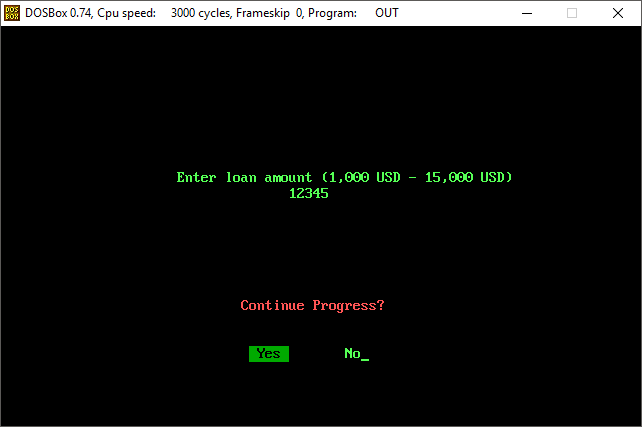 DOSBox 0.74, Cpu speed: 3000 cycles, Frameskip 0, Program: OUT
Enter loan amount (1,000 USD - 15,000 USD)
12345
Continue Progress?
Yes No_